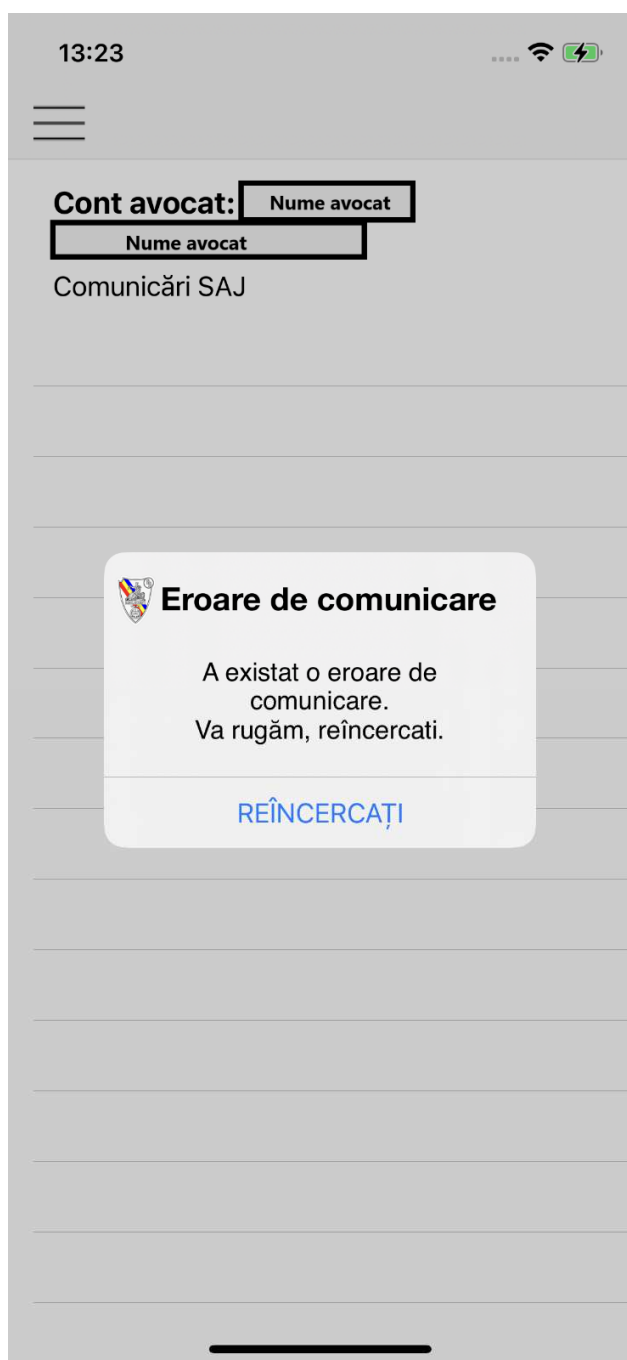 13:23
Cont avocat: Nume avocat
Nume avocat
Comunicări SAJ
Eroare de comunicare
A existat o eroare de
comunicare.
Va rugăm, reîncercati.
REÎNCERCAȚI